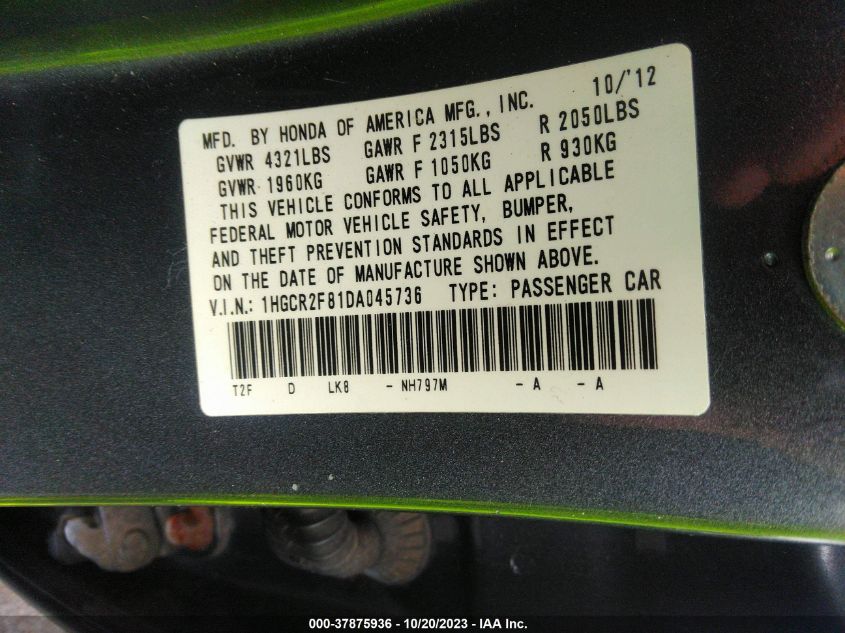 10/'12
MFD. BY HONDA OF AMERICA MFG., INC.
GVWR 4321LBS GAWR F 2315LBS R 2050LBS
GVWR 1960KG GAWR F 1050KG R 930KG
THIS VEHICLE CONFORMS TO ALL APPLICABLE
FEDERAL MOTOR VEHICLE SAFETY, BUMPER,
AND THEFT PREVENTION STANDARDS IN EFFECT
ON THE DATE OF MANUFACTURE SHOWN ABOVE.
V.I.N.: 1HGCR2F81DA045736 TYPE: PASSENGER CAR
T2F D LK8 - NH797M - A - A
000-37875936 - 10/20/2023 - IAA Inc.